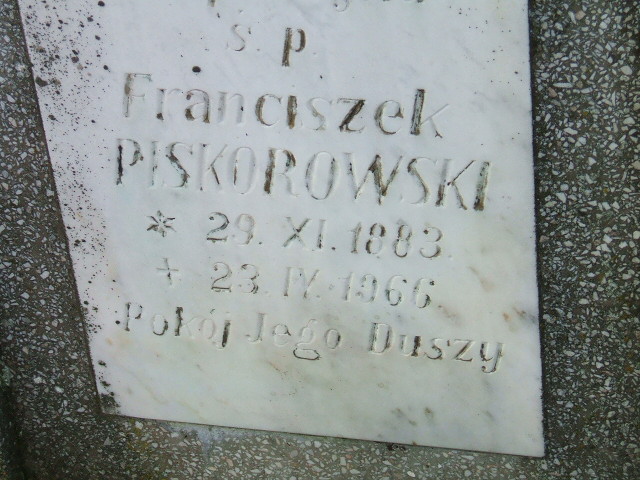 ś. p
Franciszek
PISKOROWSKI
* 29. XI. 1883.
+ 23. IV. 1966
Pokój Jego Duszy